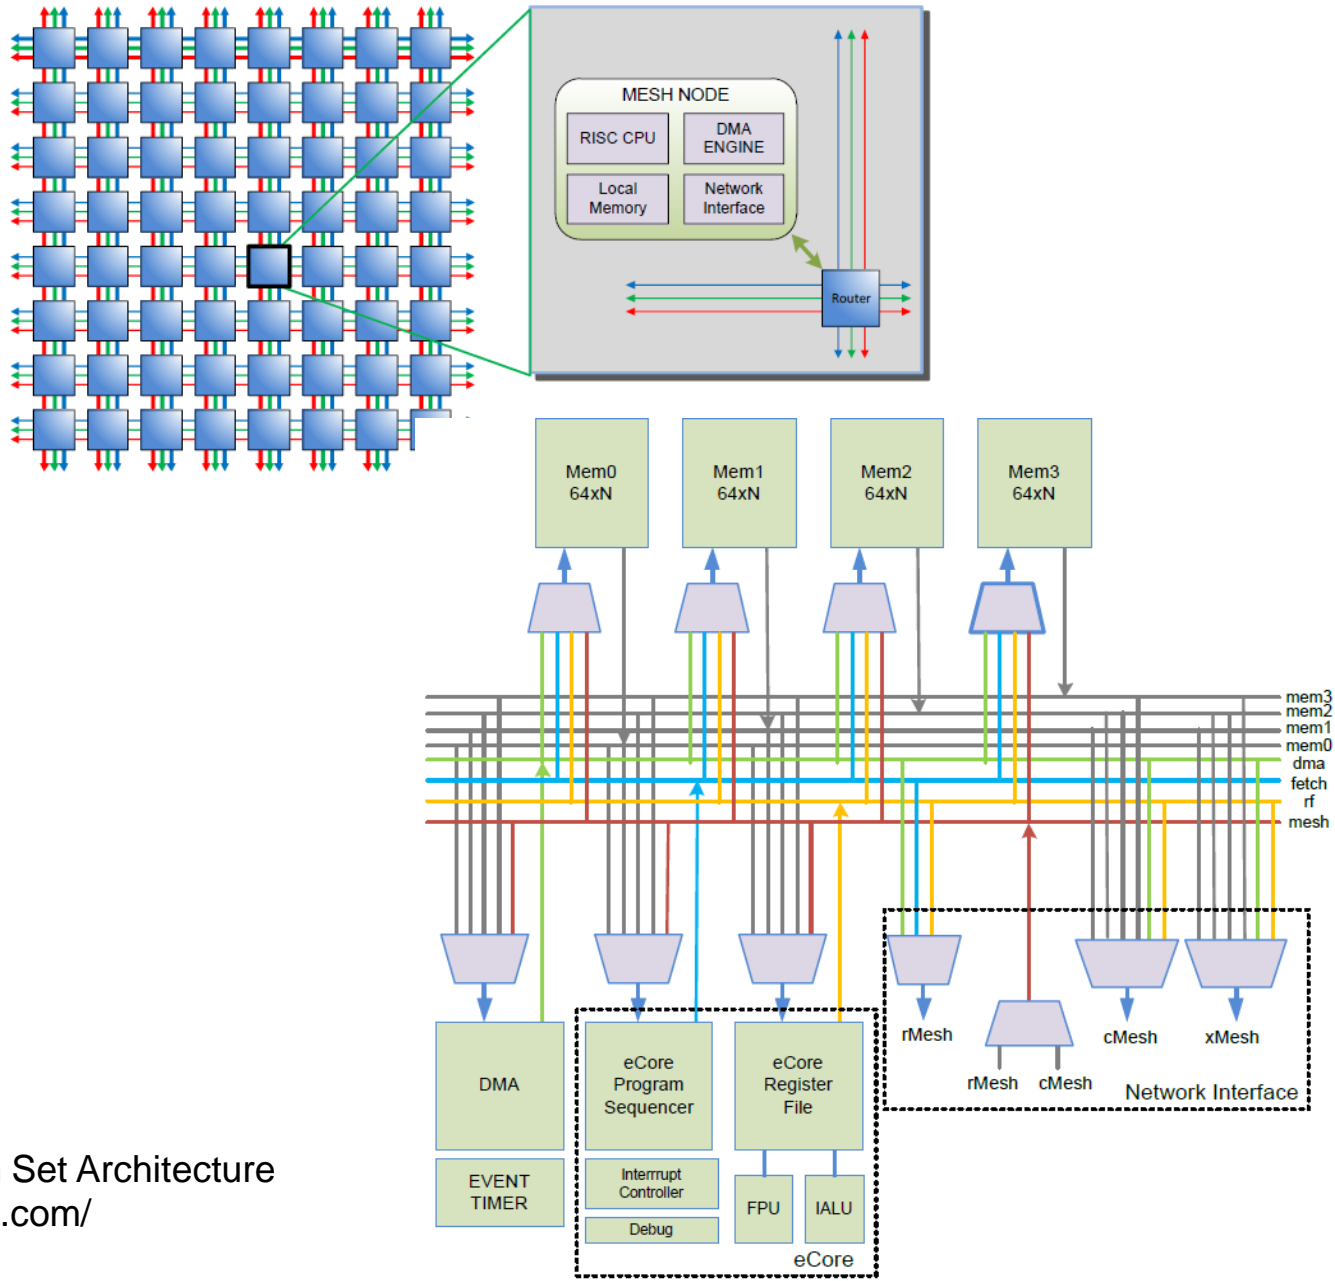 MESH NODE
RISC CPU
DMA
ENGINE
Local
Memory
Network
Interface
Router
Mem0
64xN
Mem1
64xN
Mem2
64xN
Mem3
64xN
mem3
mem2
mem1
mem0
dma
fetch
rf
mesh
rMesh
cMesh
xMesh
rMesh
cMesh
Network Interface
DMA
eCore
Program
Sequencer
eCore
Register
File
EVENT
TIMER
Interrrupt
Controller
Debug
FPU
IALU
eCore
Set Architecture
.com/